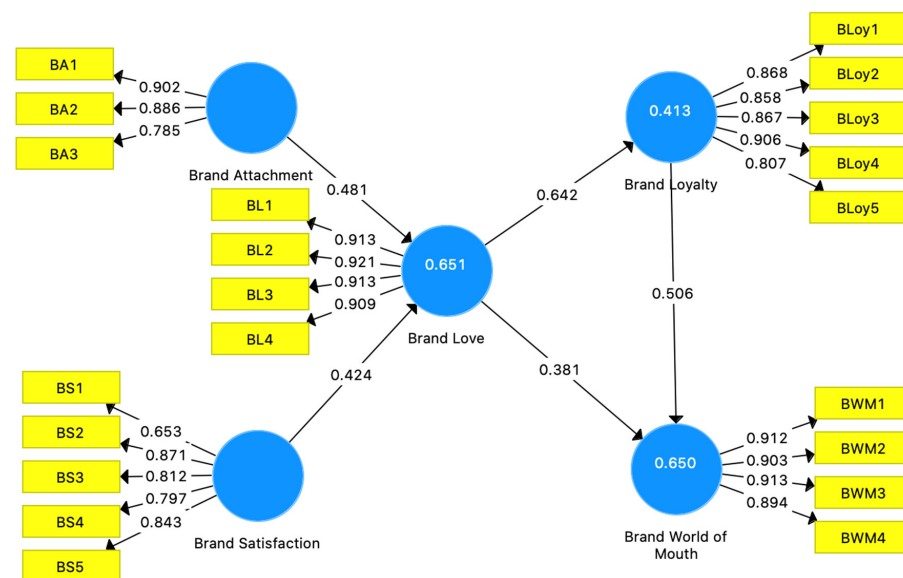 BA1
BA2
BA3
0.902
0.886
0.785
Brand Attachment
0.481
BL1
BL2
BL3
BL4
0.913
0.921
0.913
0.909
0.651
Brand Love
BS1
BS2
BS3
BS4
BS5
0.653
0.871
0.812
0.797
0.843
Brand Satisfaction
0.424
0.642
0.381
0.413
Brand Loyalty
0.868
0.858
0.867
0.906
0.807
BLoy1
BLoy2
BLoy3
BLoy4
BLoy5
0.506
0.650
Brand World of
Mouth
0.912
0.903
0.913
0.894
BWM1
BWM2
BWM3
BWM4